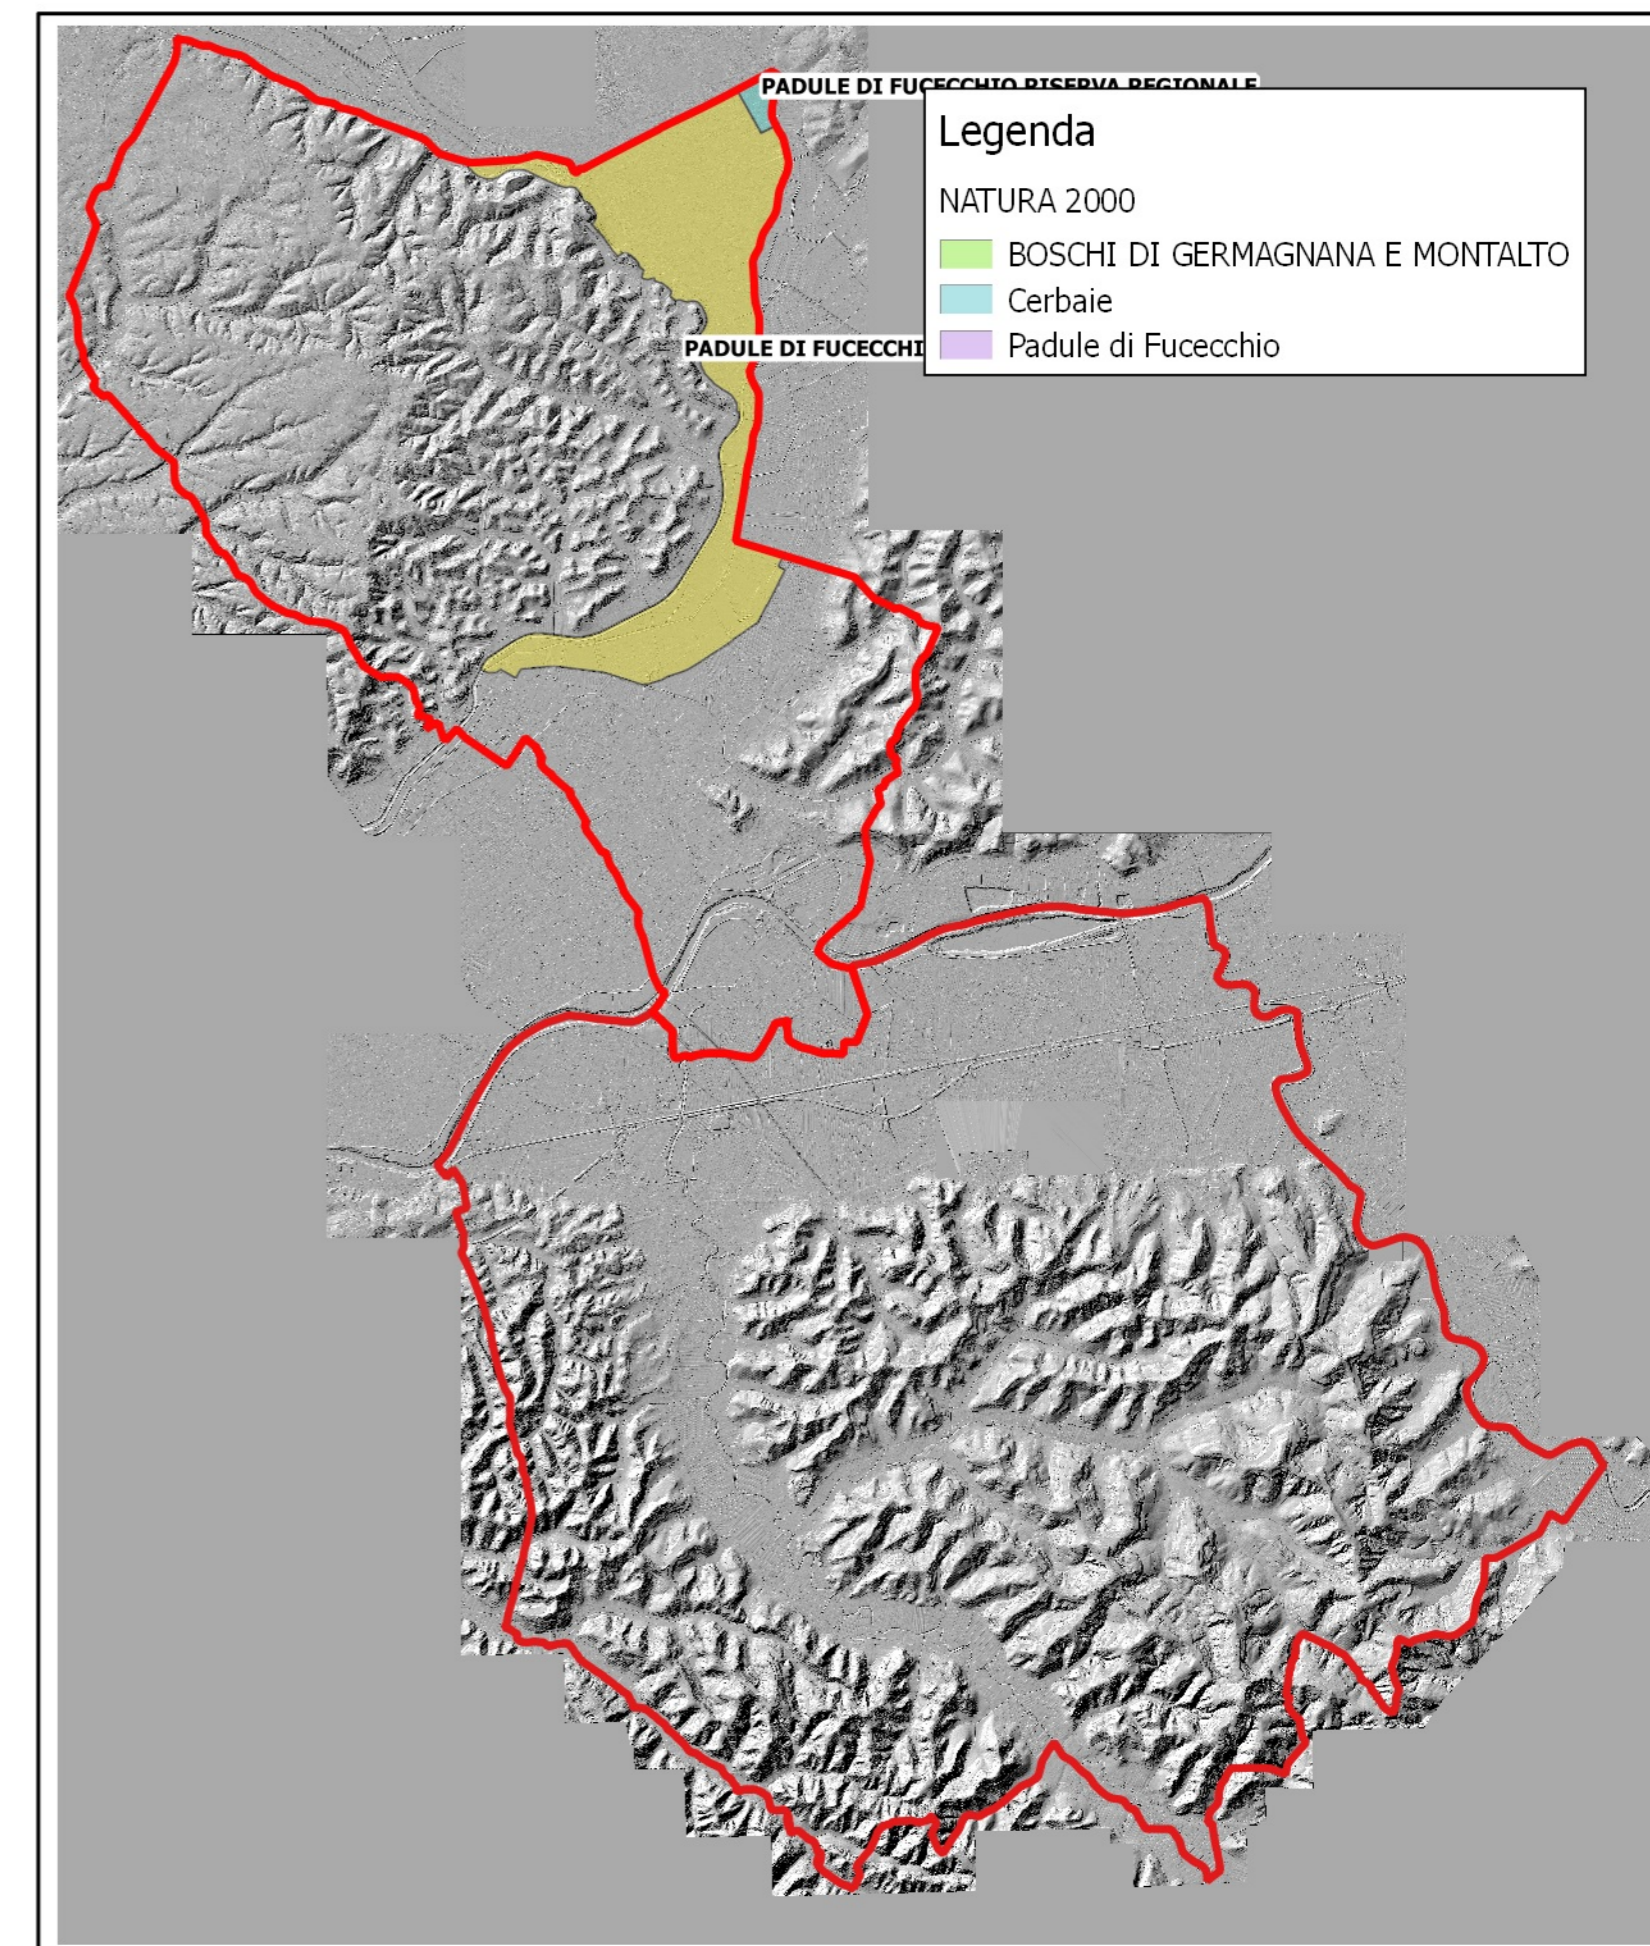 PADULE DI FUCECCHIO RISERVA REGIONALE
Legenda
NATURA 2000
BOSCHI DI GERMAGNANA E MONTALTO
Cerbaie
Padule di Fucecchio
PADULE DI FUCECCHI